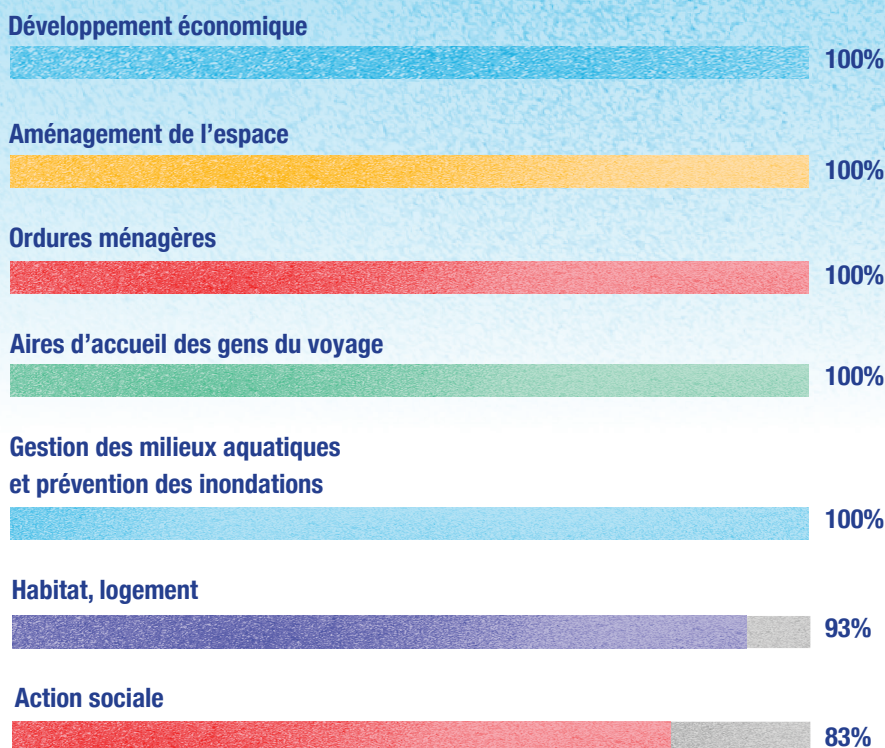 Développement économique
100%
Aménagement de l’espace
100%
Ordures ménagères
100%
Aires d’accueil des gens du voyage
100%
Gestion des milieux aquatiques
et prévention des inondations
100%
Habitat, logement
93%
Action sociale
83%